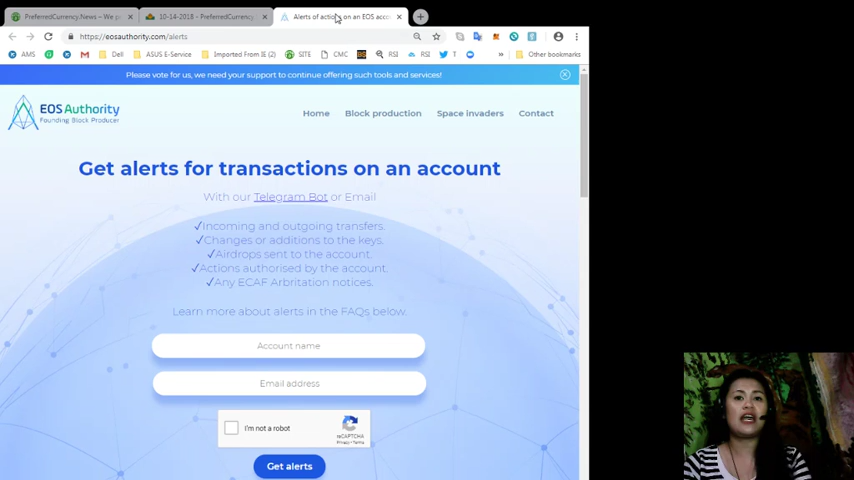 PreferredCurrency.News – We p
10-14-2018 - PreferredCurrency.
Alerts of actions on an EOS acco
https://eosauthority.com/alerts
AMS
Dell
ASUS E-Service
Imported From IE (2)
SITE
CMC
RSI
RSI
T
»
Other bookmarks
Please vote for us, we need your support to continue offering such tools and services!
EOS Authority
Founding Block Producer
Home
Block production
Space invaders
Contact
Get alerts for transactions on an account
With our Telegram Bot or Email
✓Incoming and outgoing transfers.
✓Changes or additions to the keys.
✓Airdrops sent to the account.
✓Actions authorised by the account.
✓Any ECAF Arbritation notices.
Learn more about alerts in the FAQs below.
Account name
Email address
I'm not a robot
reCAPTCHA
Privacy - Terms
Get alerts